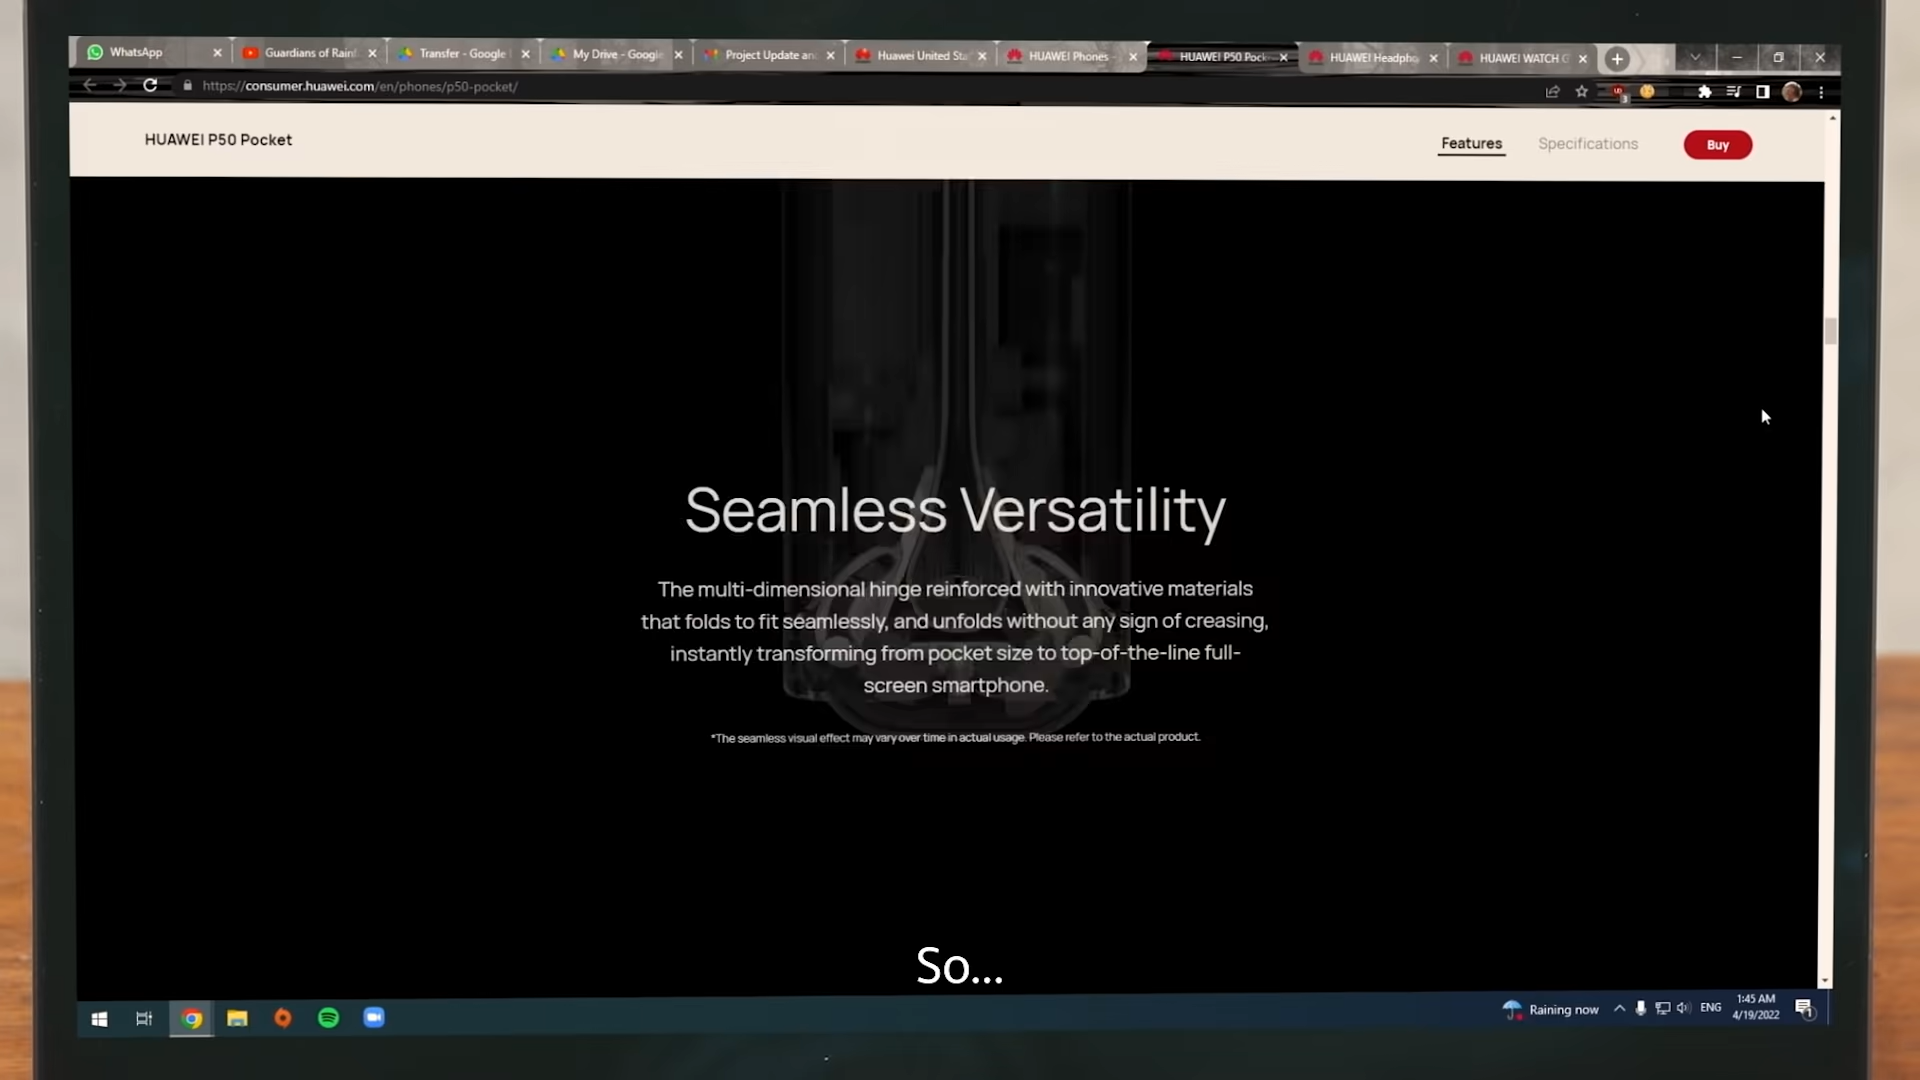 WhatsApp
Guardians of Rain
Transfer - Google
My Drive - Google
Project Update an
Huawei United Sta
HUAWEI Phones -
HUAWEI P50 Pock
HUAWEI Headpho
HUAWEI WATCH G
https://consumer.huawei.com/en/phones/p50-pocket/
HUAWEI P50 Pocket
Features
Specifications
Buy
Seamless Versatility
The multi-dimensional hinge reinforced with innovative materials
that folds to fit seamlessly, and unfolds without any sign of creasing,
instantly transforming from pocket size to top-of-the-line full-
screen smartphone.
*The seamless visual effect may vary over time in actual usage. Please refer to the actual product.
So...
Raining now
ENG
1:45 AM
4/19/2022
1